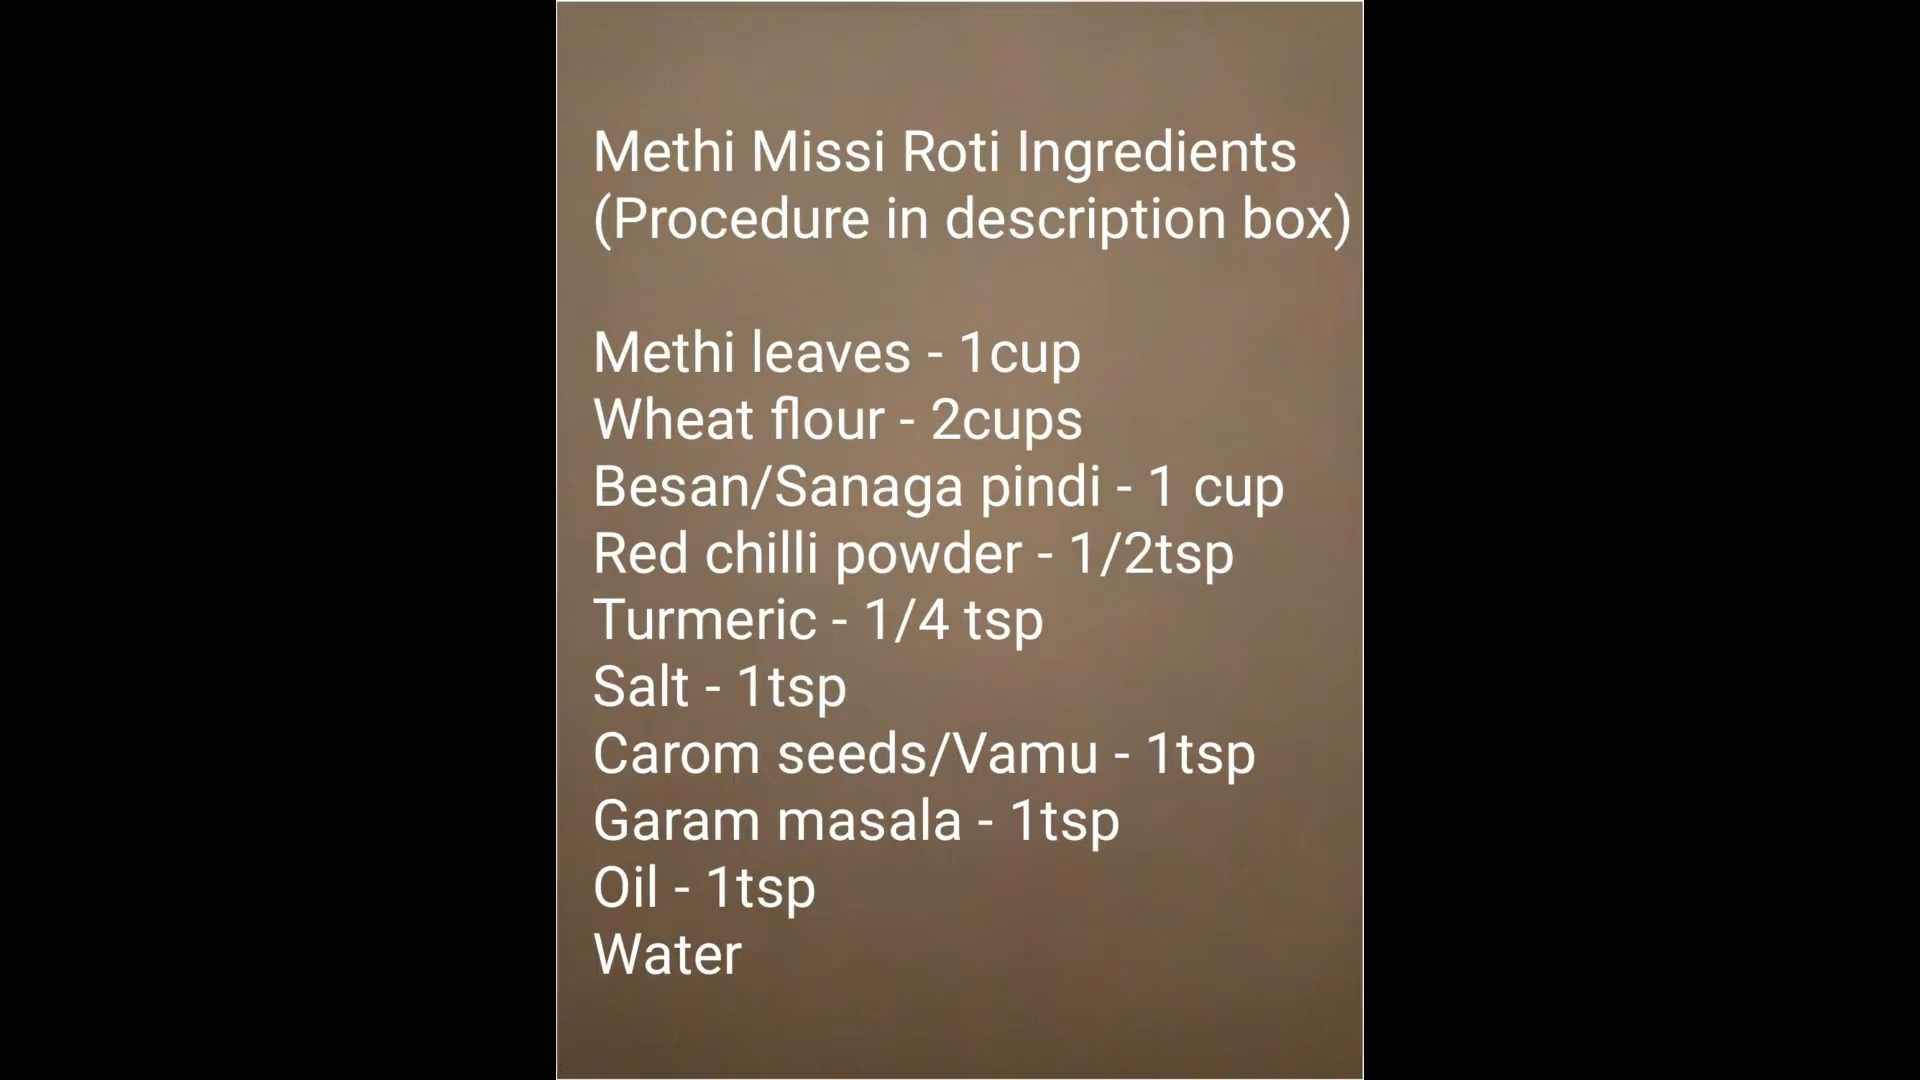 Methi Missi Roti Ingredients
(Procedure in description box)
Methi leaves - 1cup
Wheat flour - 2cups
Besan/Sanaga pindi - 1 cup
Red chilli powder - 1/2tsp
Turmeric - 1/4 tsp
Salt - 1tsp
Carom seeds/Vamu - 1tsp
Garam masala - 1tsp
Oil - 1tsp
Water